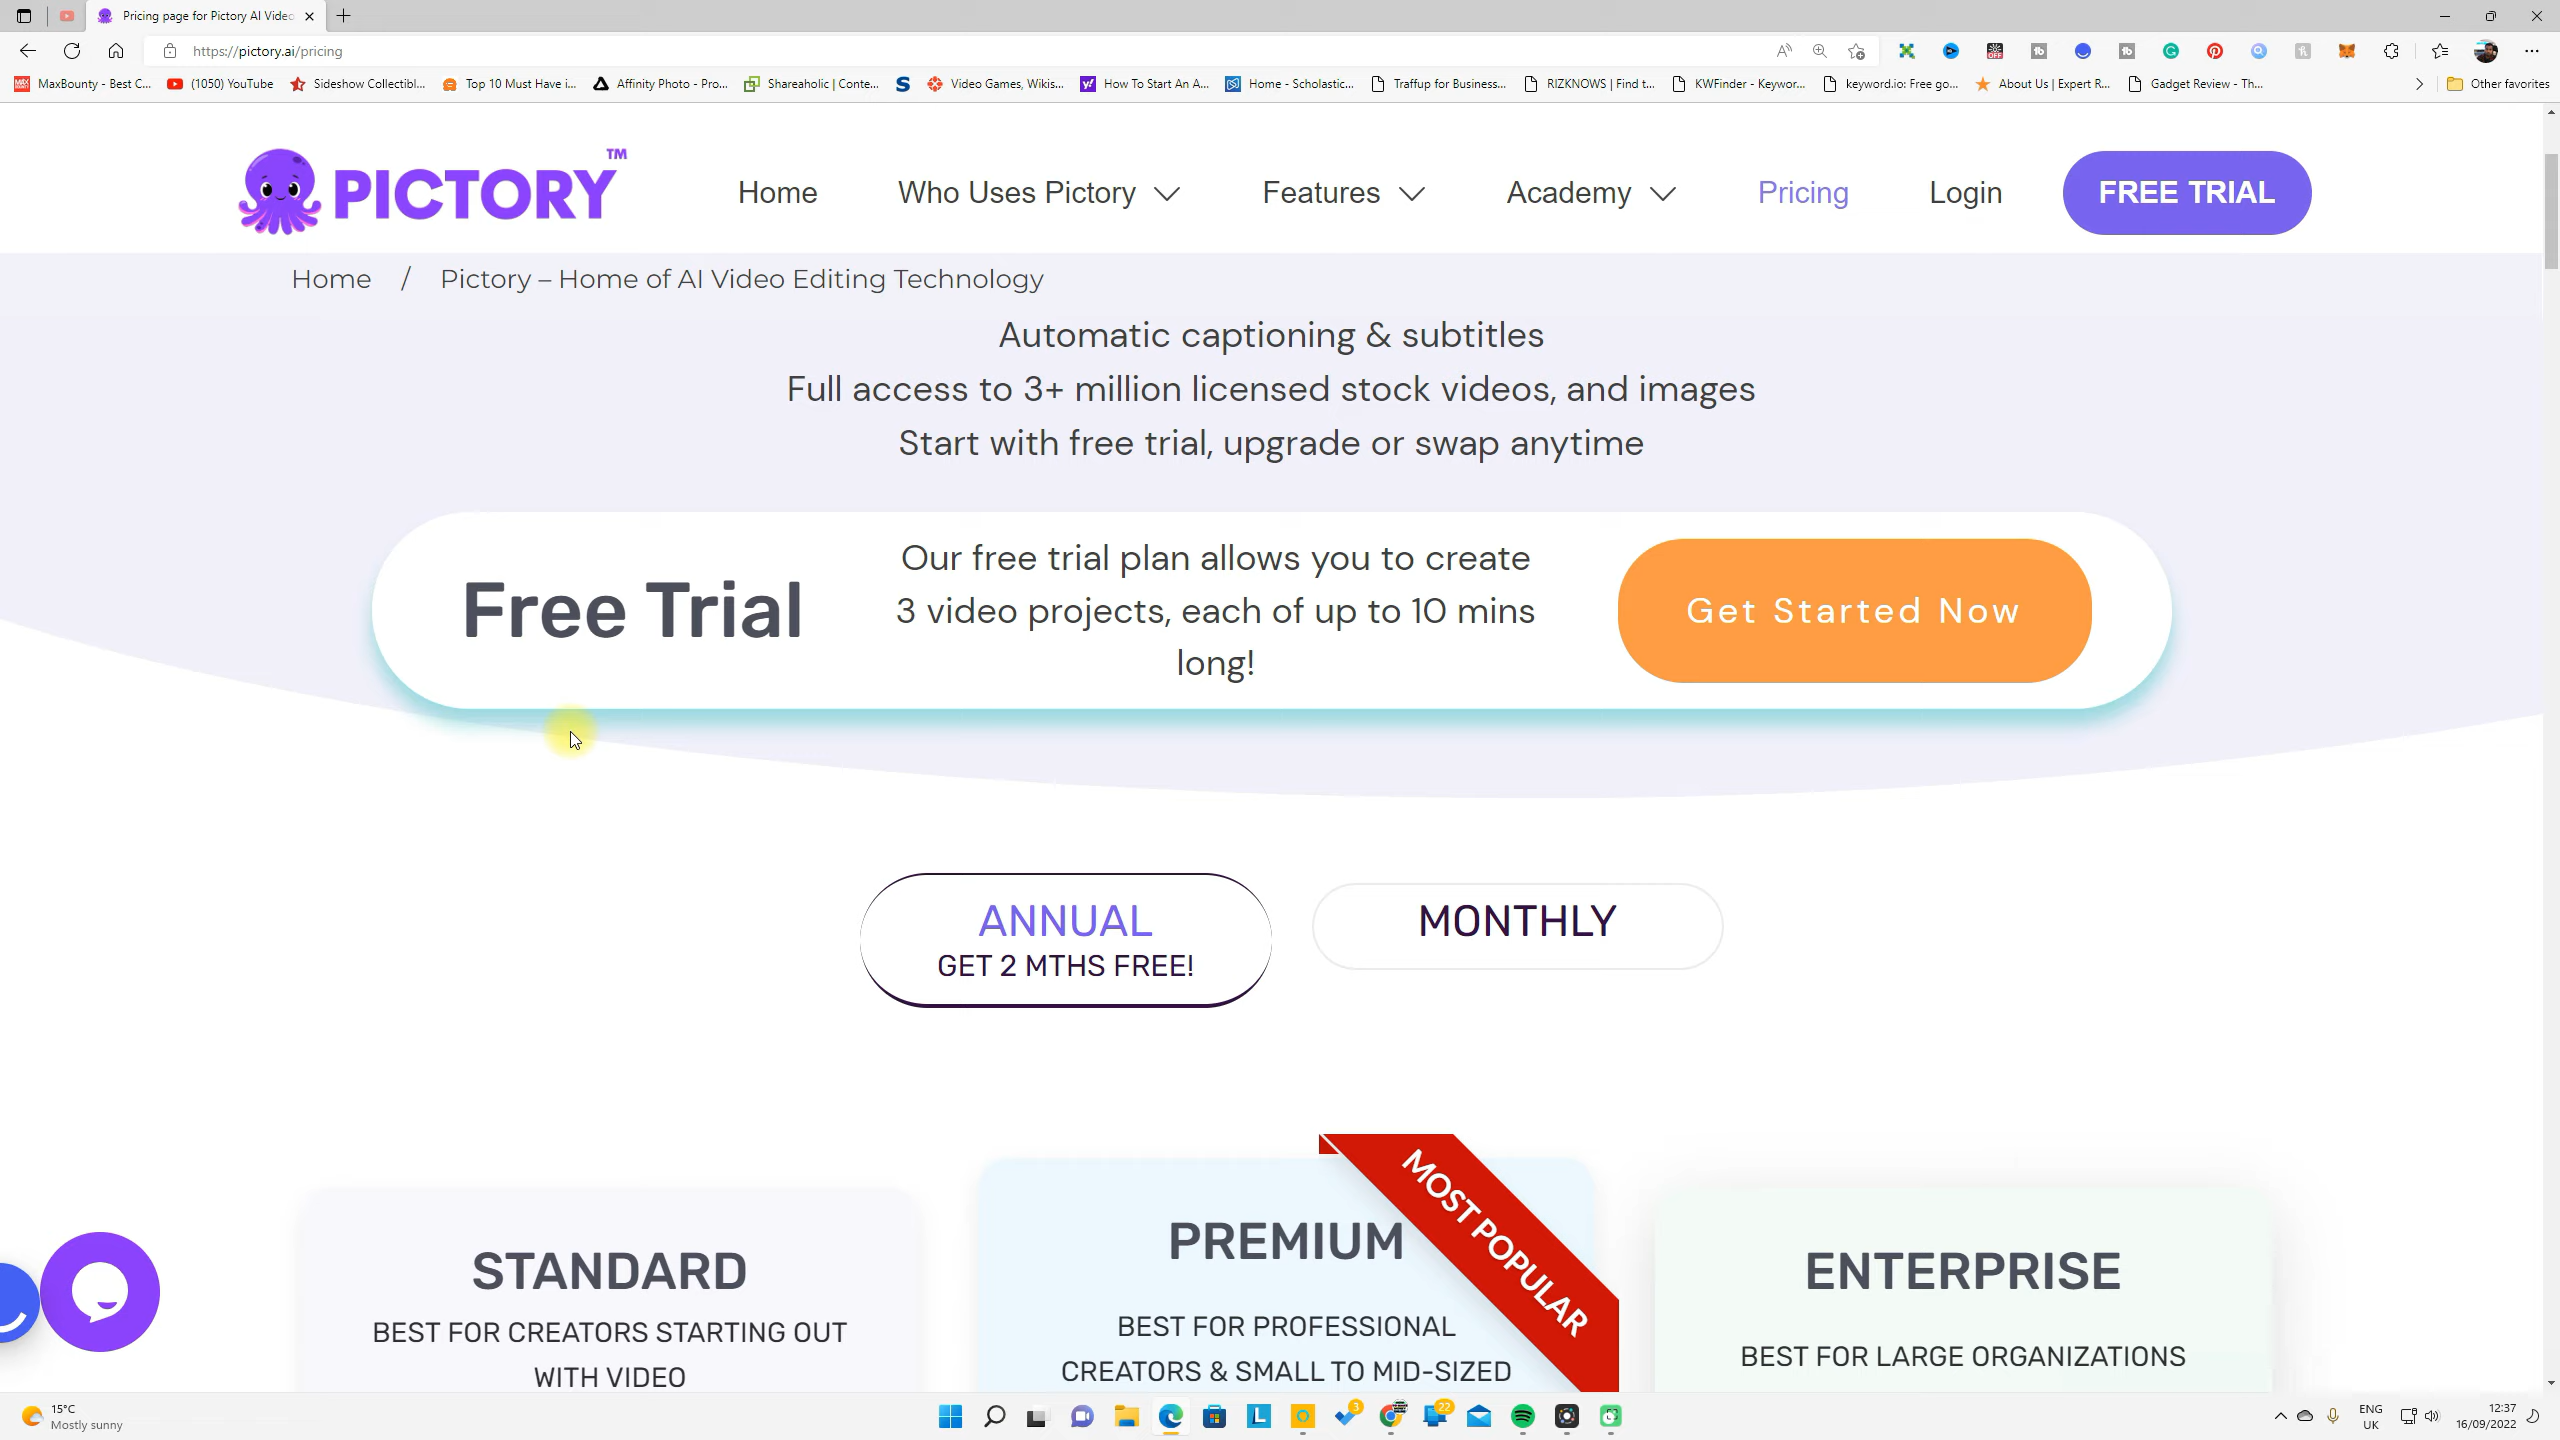 Pricing page for Pictory AI Video
https://pictory.ai/pricing
MaxBounty - Best C...
(1050) YouTube
Sideshow Collectibl...
Top 10 Must Have i...
Affinity Photo - Pro...
Shareaholic | Conte...
Video Games, Wikis...
How To Start An A...
Home - Scholastic...
Traffup for Business...
RIZKNOWS | Find t...
KWFinder - Keywor...
keyword.io: Free go...
About Us | Expert R...
Gadget Review - Th...
Other favorites
PICTORY TM
Home
Who Uses Pictory
Features
Academy
Pricing
Login
FREE TRIAL
Home / Pictory – Home of AI Video Editing Technology
Automatic captioning & subtitles
Full access to 3+ million licensed stock videos, and images
Start with free trial, upgrade or swap anytime
Free Trial
Our free trial plan allows you to create
3 video projects, each of up to 10 mins
long!
Get Started Now
ANNUAL
GET 2 MTHS FREE!
MONTHLY
MOST POPULAR
STANDARD
BEST FOR CREATORS STARTING OUT
WITH VIDEO
PREMIUM
BEST FOR PROFESSIONAL
CREATORS & SMALL TO MID-SIZED
ENTERPRISE
BEST FOR LARGE ORGANIZATIONS
15°C
Mostly sunny
3
22
ENG
UK
12:37
16/09/2022